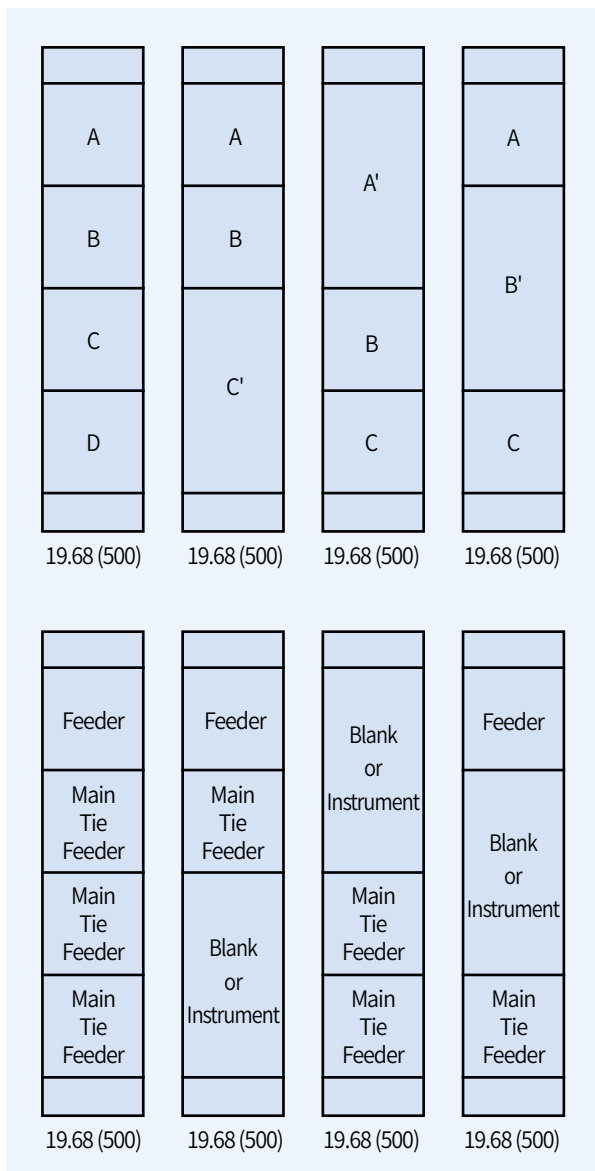 A
B
C
D
19.68 (500)
A
B
C'
19.68 (500)
A'
B
C
19.68 (500)
A
B'
C
19.68 (500)
Feeder
Main
Tie
Feeder
Main
Tie
Feeder
Main
Tie
Feeder
19.68 (500)
Feeder
Main
Tie
Feeder
Blank
or
Instrument
19.68 (500)
Blank
or
Instrument
Main
Tie
Feeder
Main
Tie
Feeder
19.68 (500)
Feeder
Blank
or
Instrument
Main
Tie
Feeder
19.68 (500)